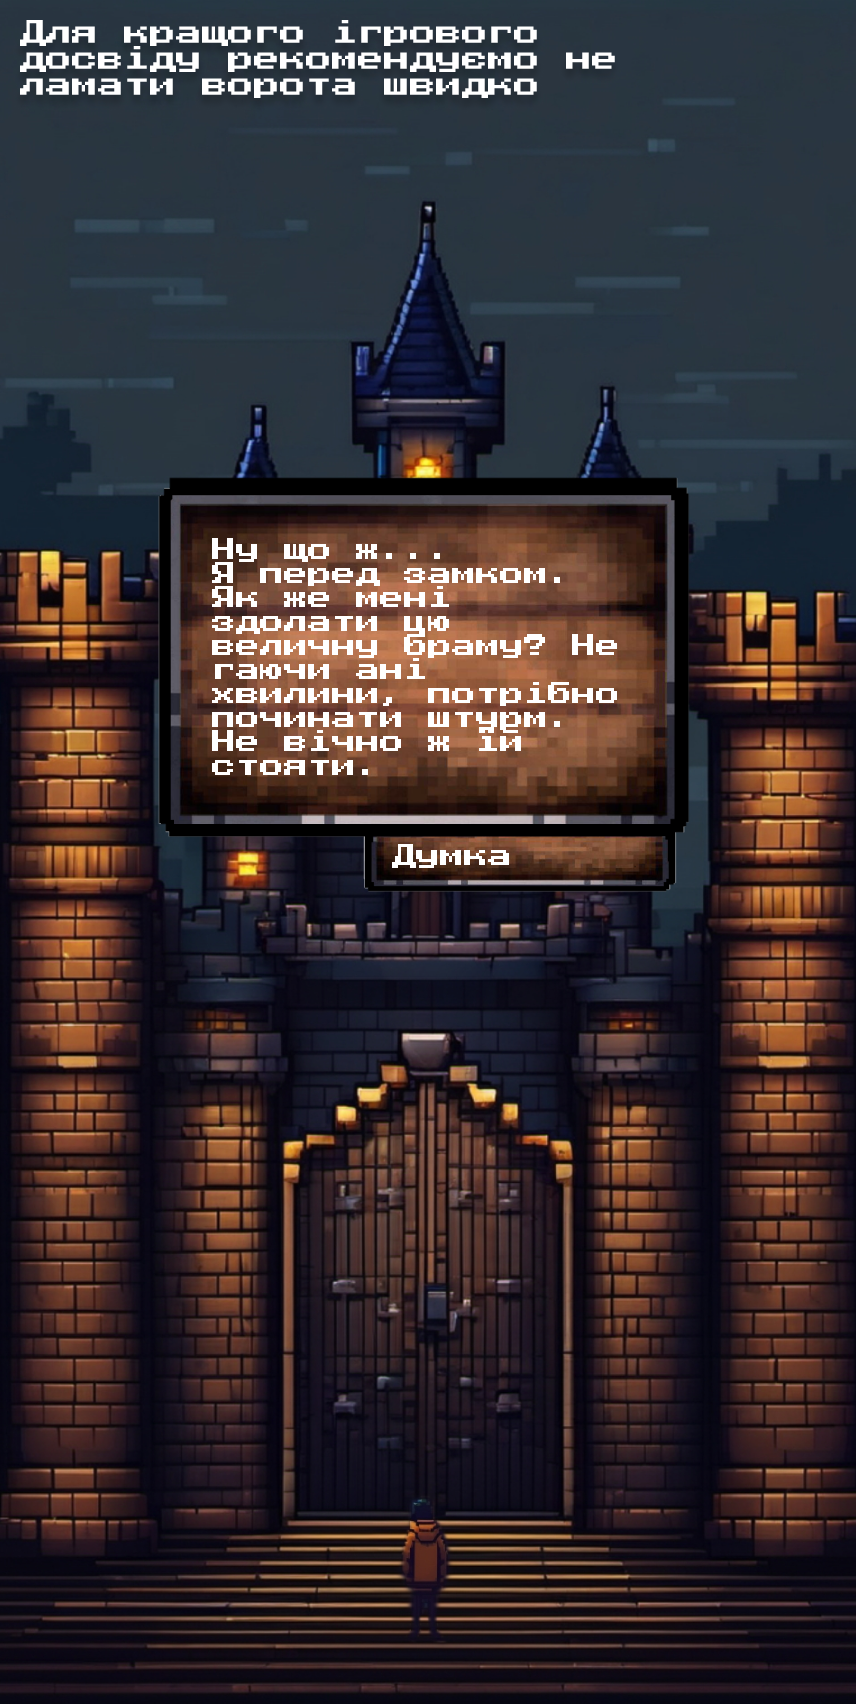 Для кращого ігрового
досвіду рекомендуємо не
ламати ворота швидко
Ну що ж...
Я перед замком.
Як же мені
здолати цю
величну браму? Не
гаючи ані
хвилини, потрібно
починати штурм.
Не вічно ж їй
стояти.
Думка